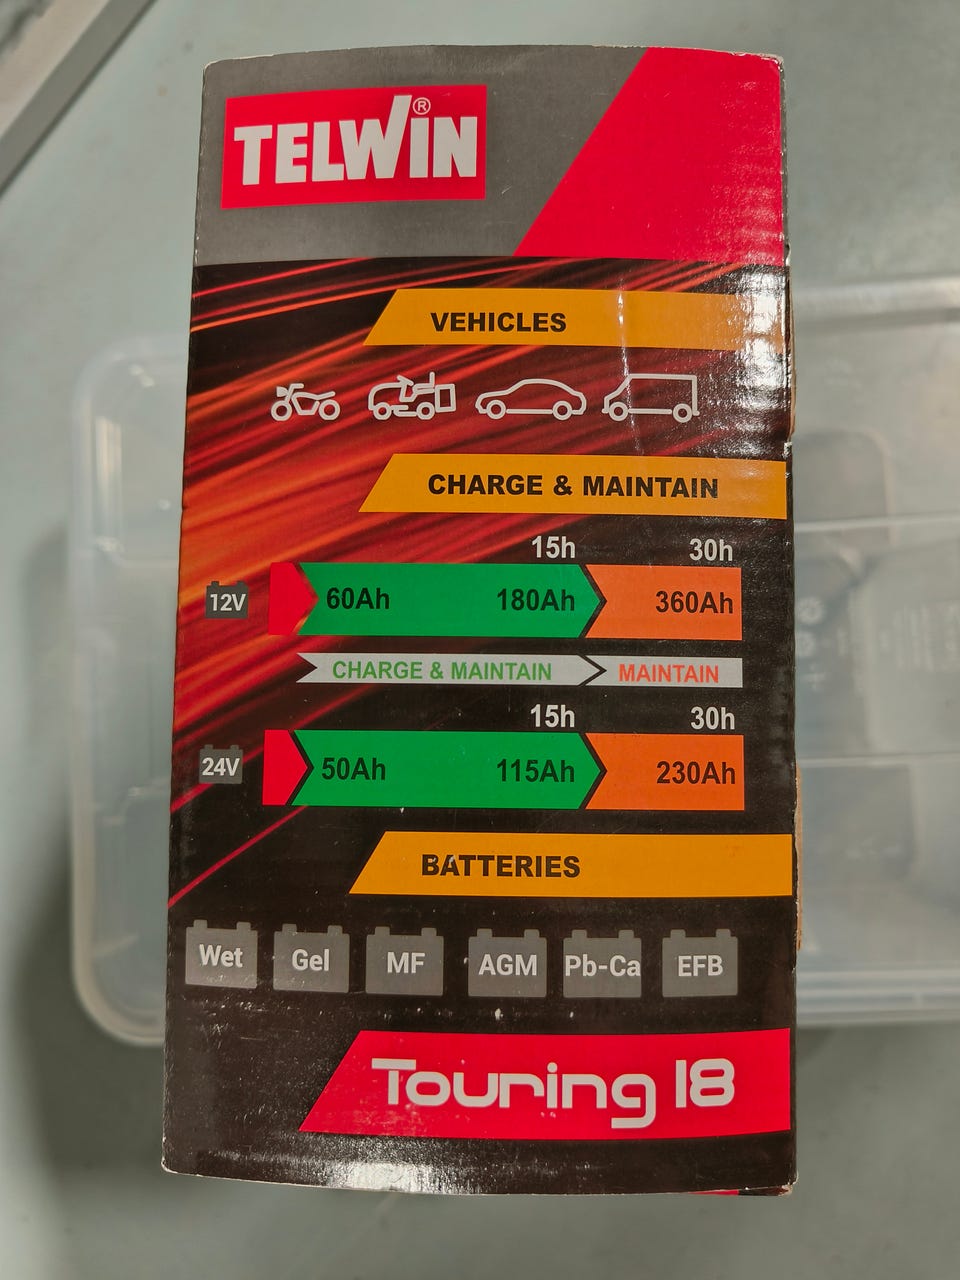 TELWIN®
VEHICLES
CHARGE & MAINTAIN
15h 30h
12V 60Ah 180Ah 360Ah
CHARGE & MAINTAIN MAINTAIN
15h 30h
24V 50Ah 115Ah 230Ah
BATTERIES
Wet Gel MF AGM Pb-Ca EFB
Touring 18